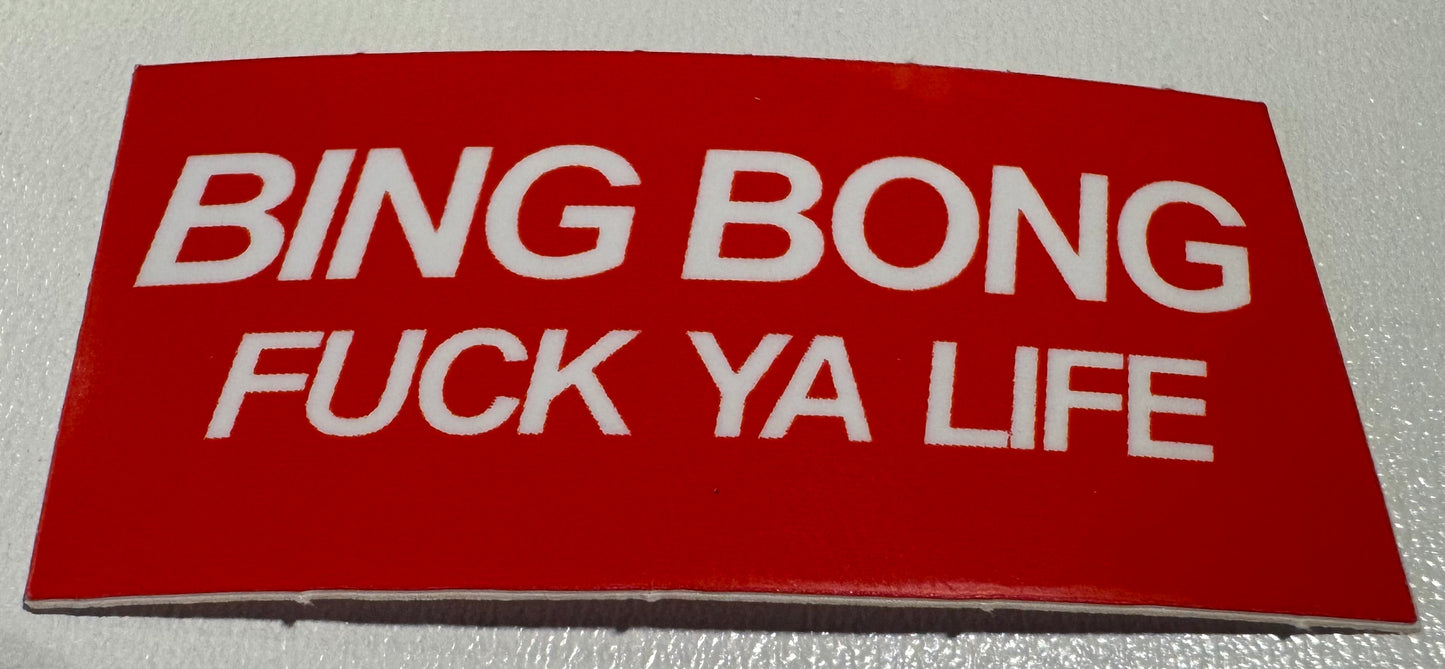 BING BONG
FUCK YA LIFE